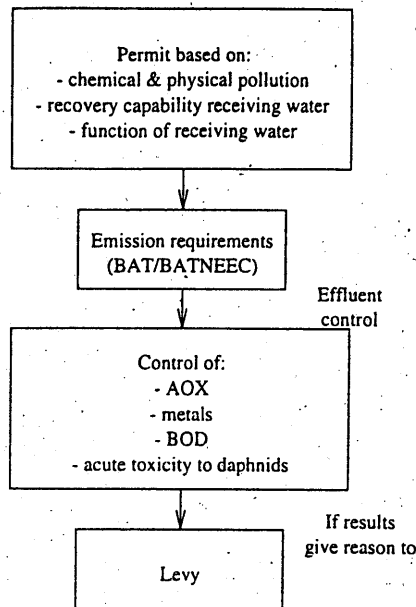 Permit based on:
- chemical & physical pollution
- recovery capability receiving water
- function of receiving water
Emission requirements
(BAT/BATNEEC)
Effluent
control
Control of:
- AOX
- metals
- BOD
- acute toxicity to daphnids
If results
give reason to
Levy